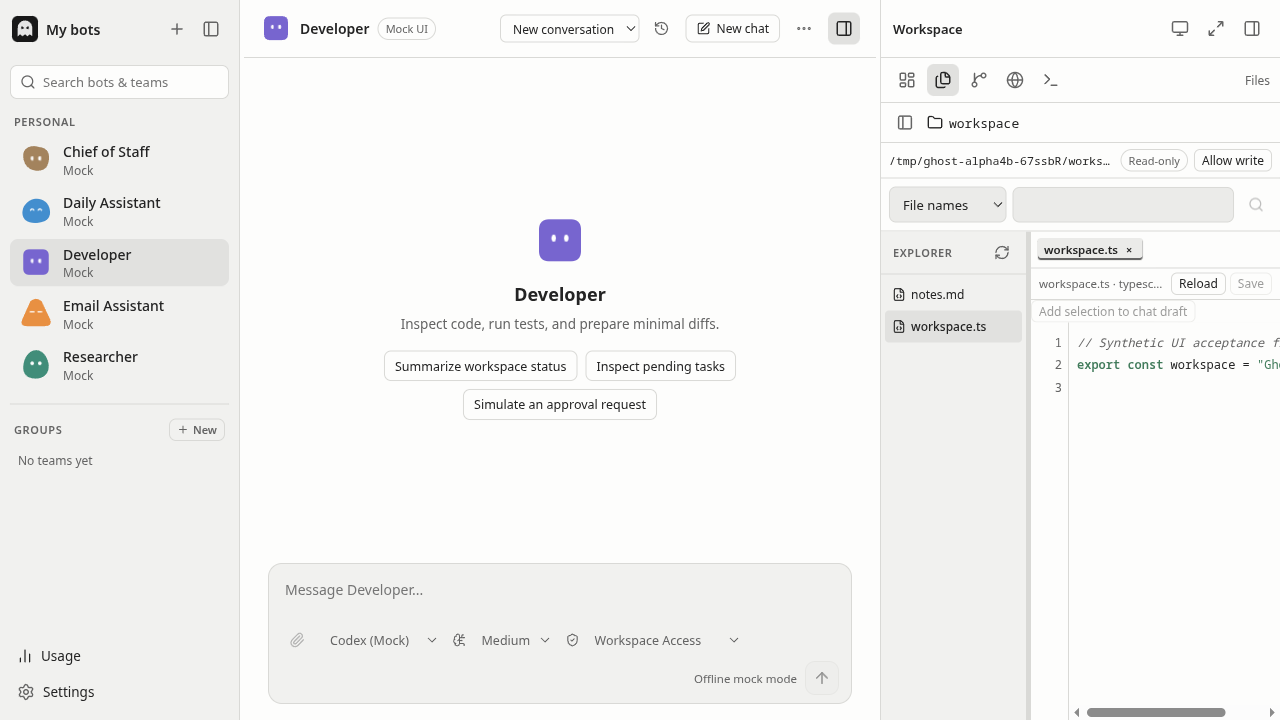 My bots
Search bots & teams
PERSONAL
Chief of Staff
Mock
Daily Assistant
Mock
Developer
Mock
Email Assistant
Mock
Researcher
Mock
GROUPS
New
No teams yet
Usage
Settings
Developer
Mock UI
New conversation
New chat
Developer
Inspect code, run tests, and prepare minimal diffs.
Summarize workspace status
Inspect pending tasks
Simulate an approval request
Message Developer...
Codex (Mock)
Medium
Workspace Access
Offline mock mode
Workspace
Files
workspace
/tmp/ghost-alpha4b-67ssbR/works…
Read-only
Allow write
File names
EXPLORER
notes.md
workspace.ts
workspace.ts ×
workspace.ts · typesc...
Reload
Save
Add selection to chat draft
1 // Synthetic UI acceptance f
2 export const workspace = "Gh
3